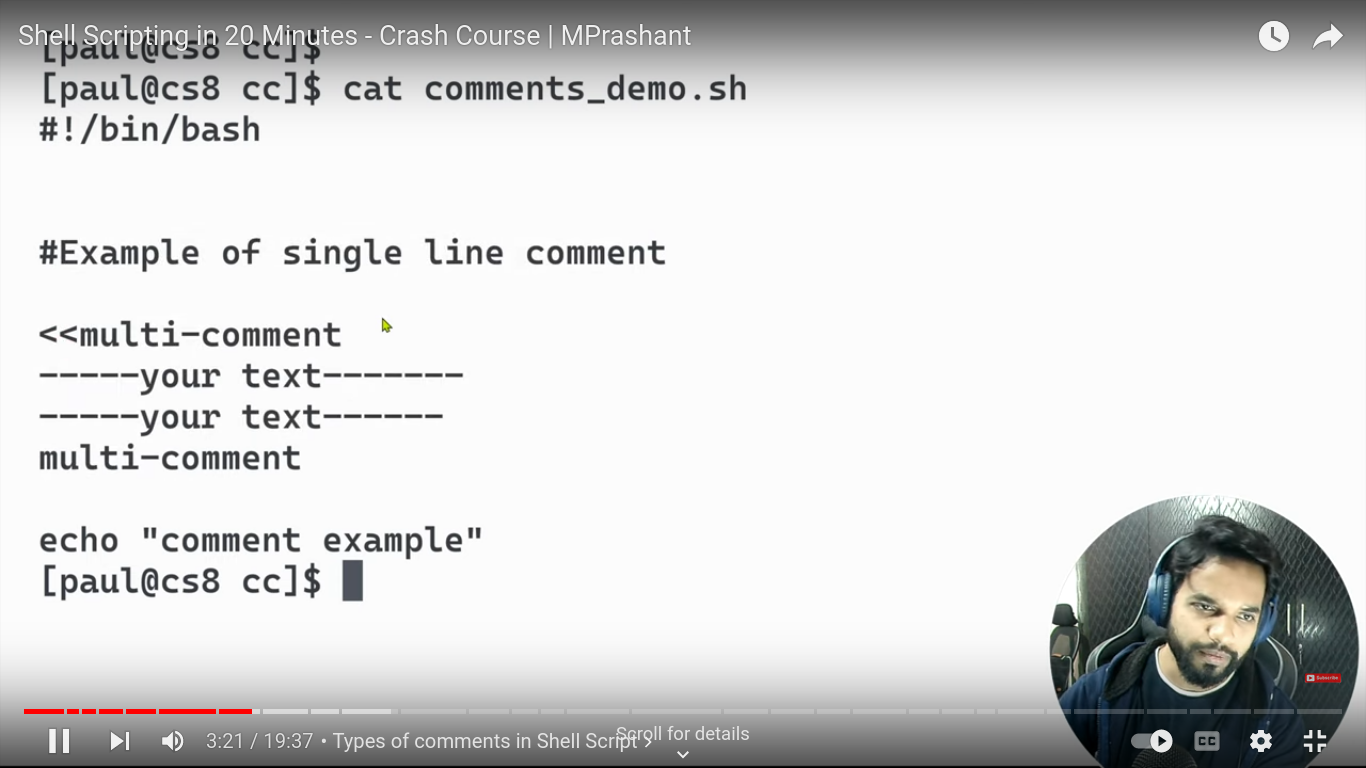 Shell Scripting in 20 Minutes - Crash Course | MPrashant
[paul@cs8 cc]$
[paul@cs8 cc]$ cat comments_demo.sh
#!/bin/bash
#Example of single line comment
<<multi-comment
-----your text-------
-----your text------
multi-comment
echo "comment example"
[paul@cs8 cc]$
Subscribe
3:21 / 19:37 • Types of comments in Shell Script >
Scroll for details
CC